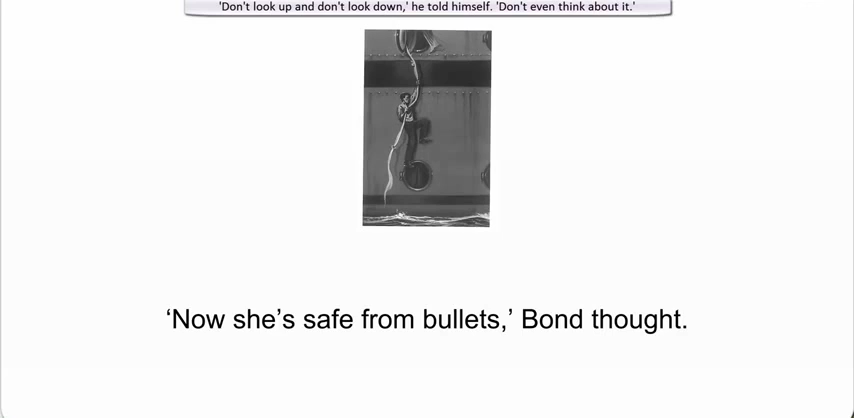 'Don't look up and don't look down,' he told himself. 'Don't even think about it.'
‘Now she’s safe from bullets,’ Bond thought.